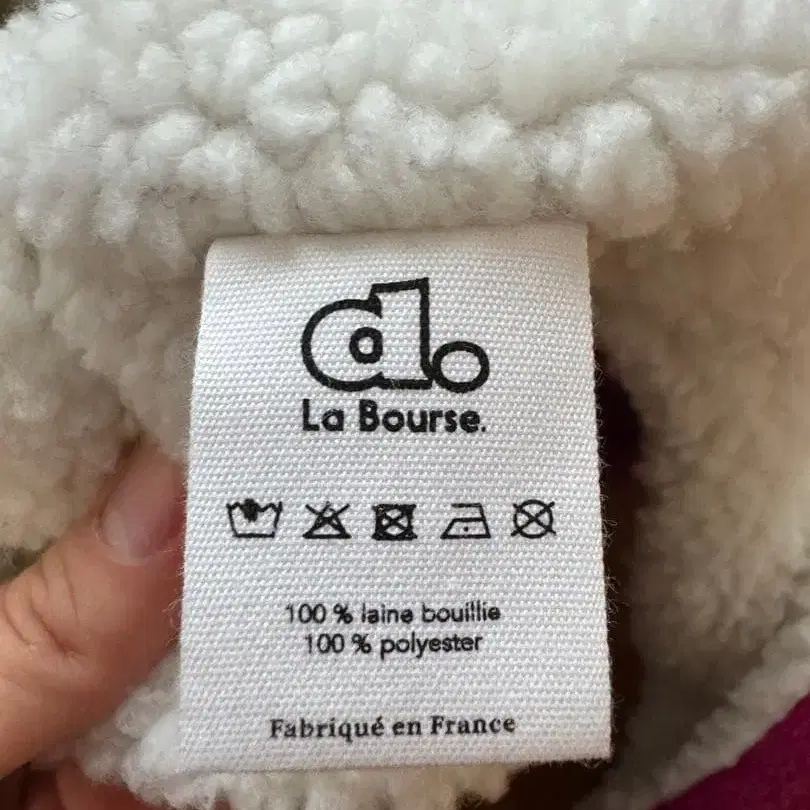 d.
La Bourse.
100 % laine bouillie
100 % polyester
Fabriqué en France